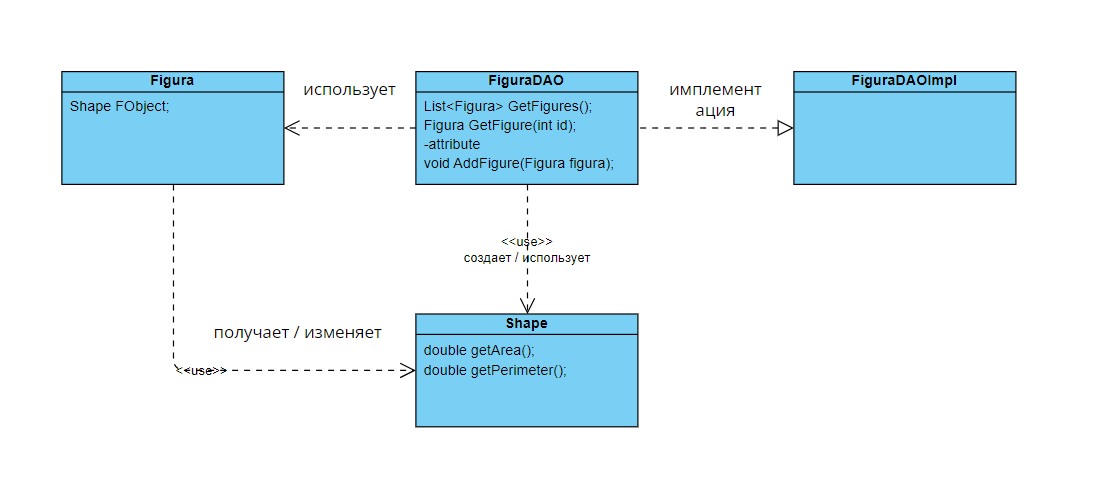 Figura
Shape FObject;
использует
FiguraDAO
List<Figura> GetFigures();
Figura GetFigure(int id);
-attribute
void AddFigure(Figura figura);
имплемент
ация
FiguraDAOImpl
<<use>>
создает / использует
получает / изменяет
<<use>>
Shape
double getArea();
double getPerimeter();